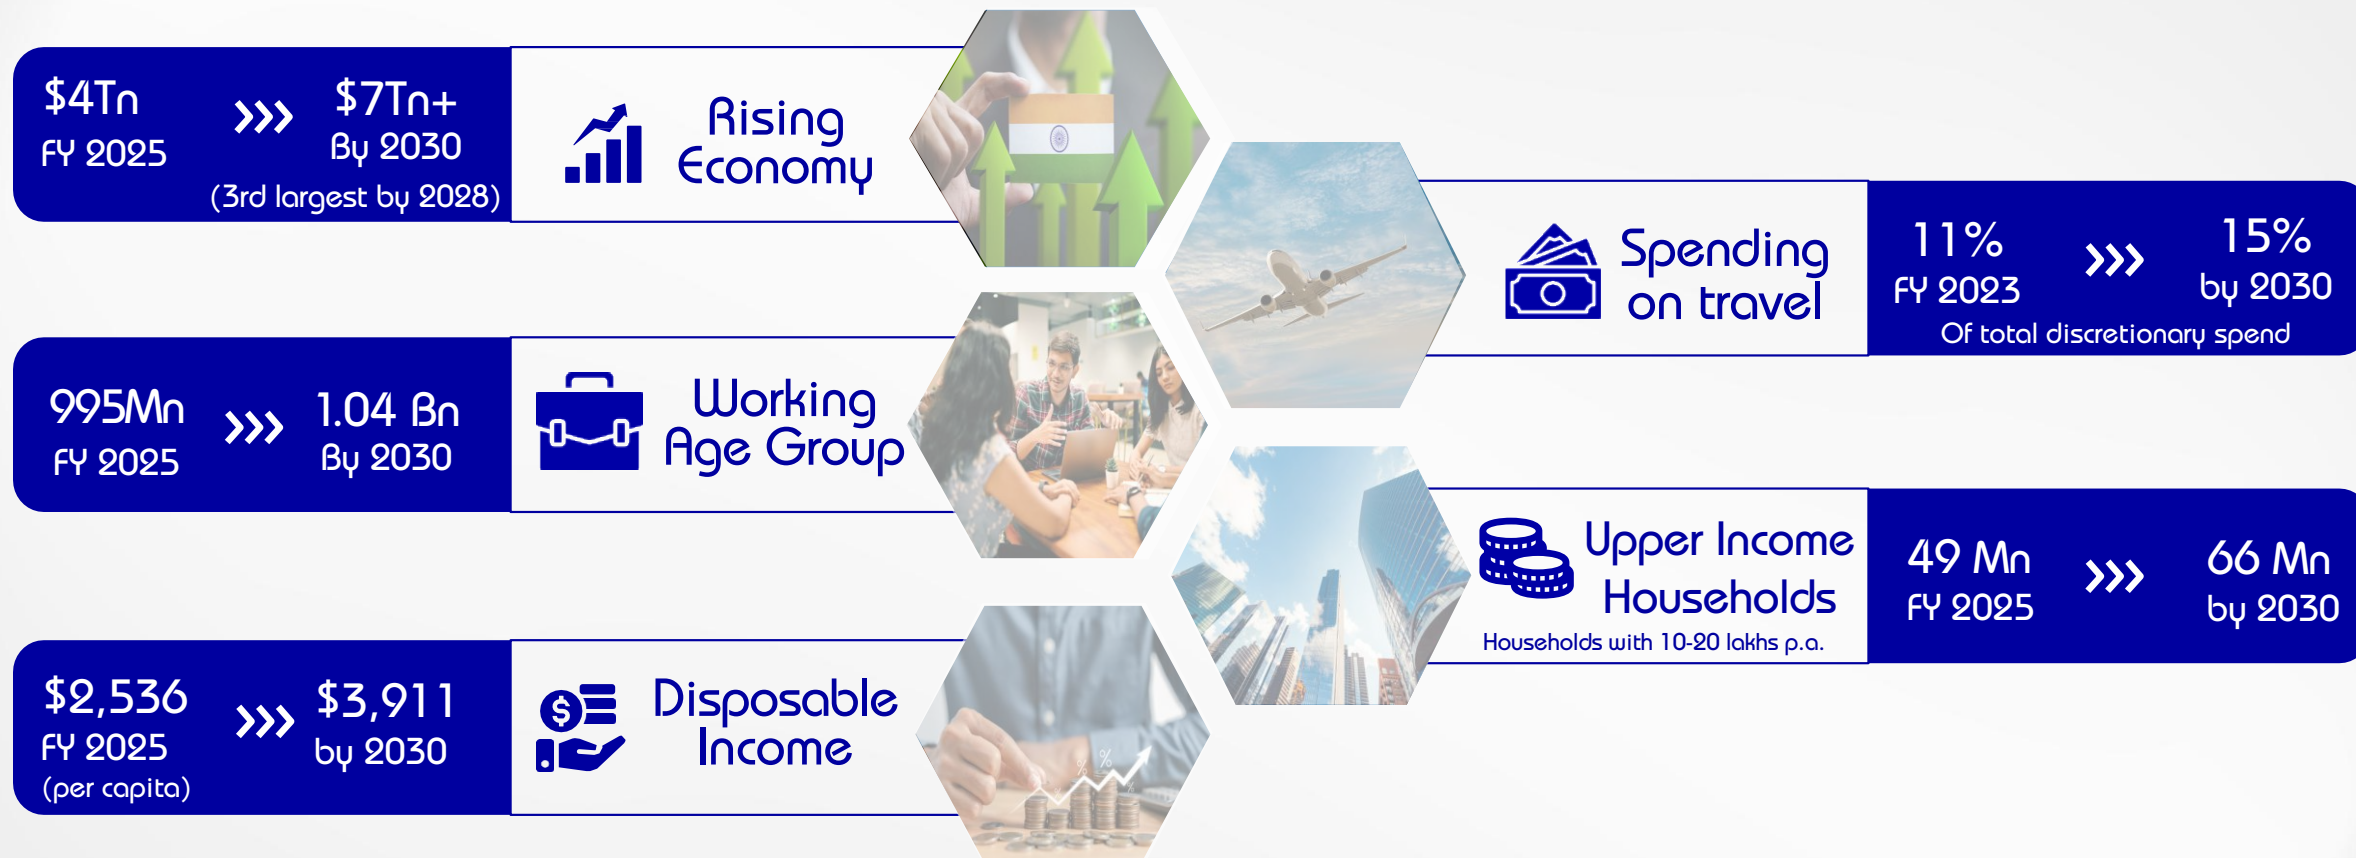 $4Tn
FY 2025
$7Tn+
By 2030
(3rd largest by 2028)
Rising
Economy
Spending
on travel
11%
FY 2023
15%
by 2030
Of total discretionary spend
995Mn
FY 2025
1.04 Bn
By 2030
Working
Age Group
Upper Income
Households
Households with 10-20 lakhs p.a.
49 Mn
FY 2025
66 Mn
by 2030
$2,536
FY 2025
(per capita)
$3,911
by 2030
$
Disposable
Income
% %